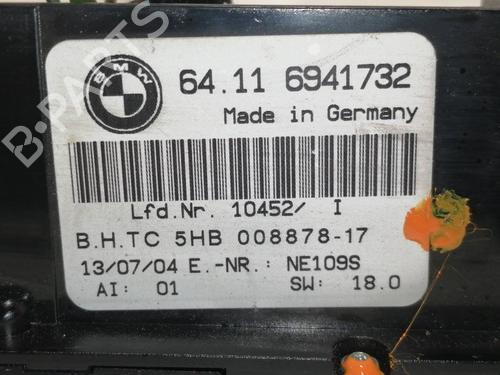 B-PARTS
BMW
64.11 6941732
Made in Germany
Lfd.Nr. 10452/ I
B.H.TC 5HB 008878-17
13/07/04 E.-NR.: NE109S
AI: 01 SW: 18.0